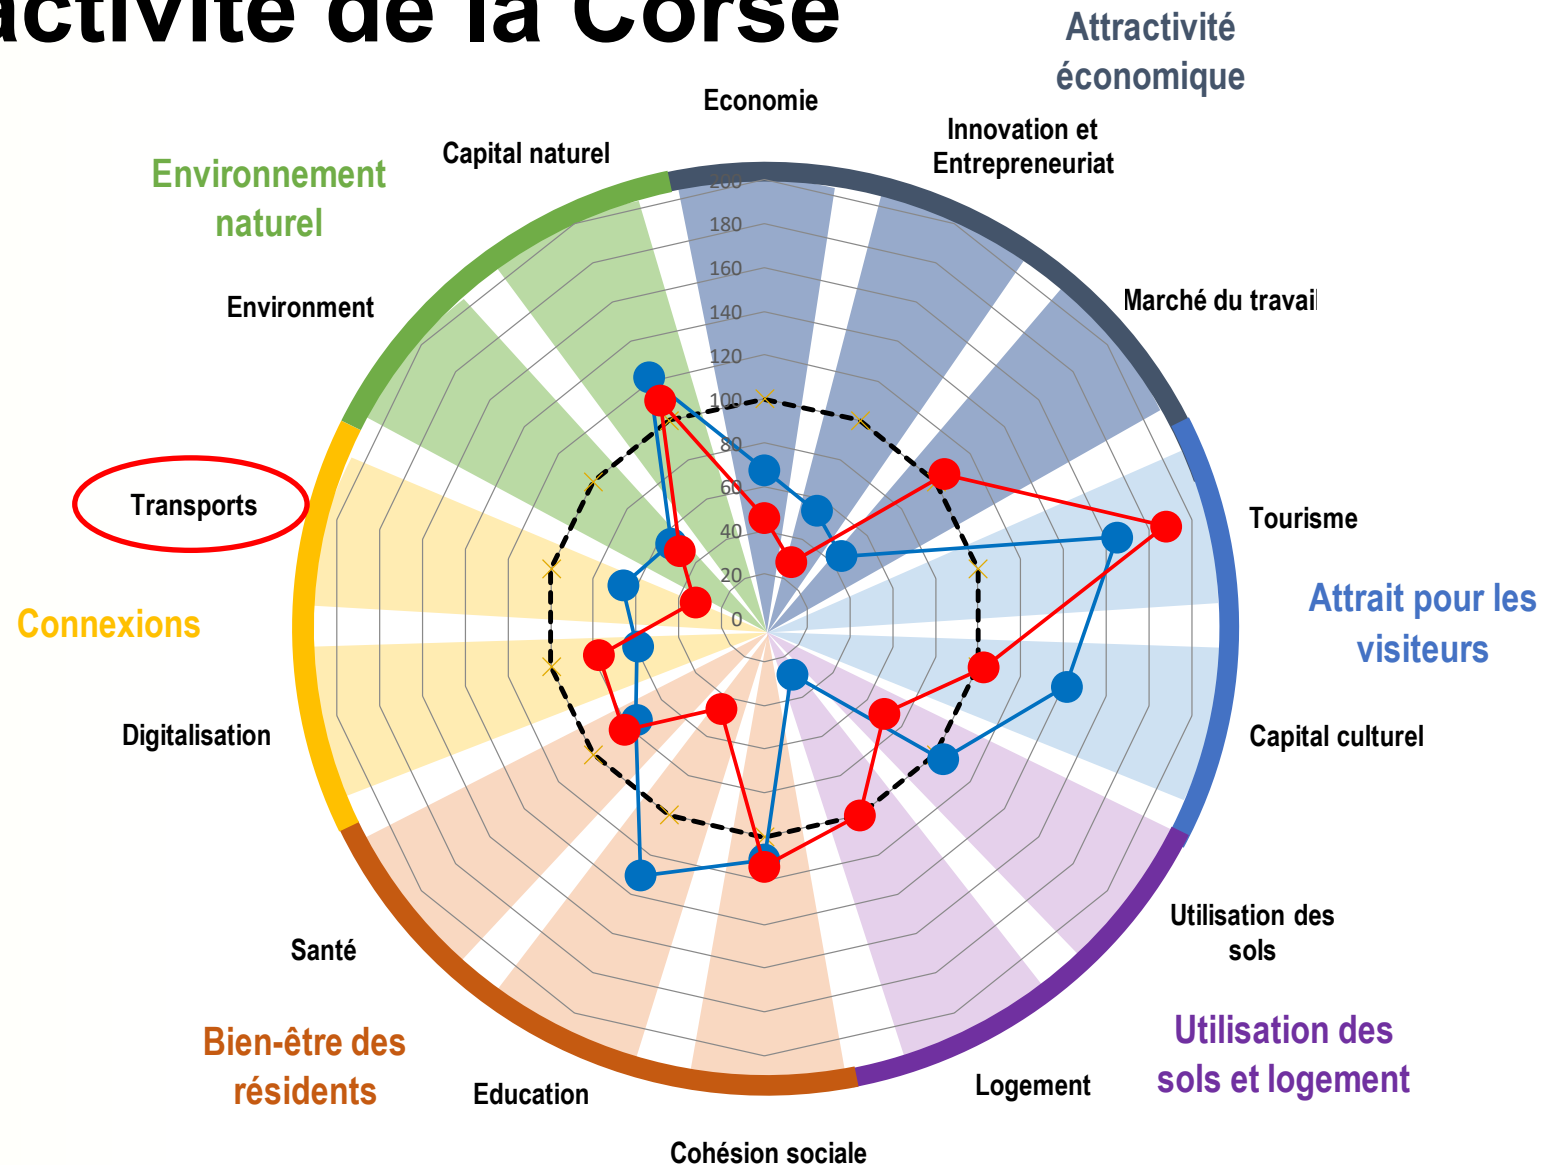 activité de la Corse
Attractivité
économique
Economie
Innovation et
Entrepreneuriat
Capital naturel
Environnement
naturel
Environment
Marché du travail
200
180
160
140
120
100
80
60
40
20
0
Transports
Tourisme
Connexions
Attrait pour les
visiteurs
Digitalisation
Capital culturel
Santé
Utilisation des
sols
Bien-être des
résidents
Utilisation des
sols et logement
Education
Logement
Cohésion sociale